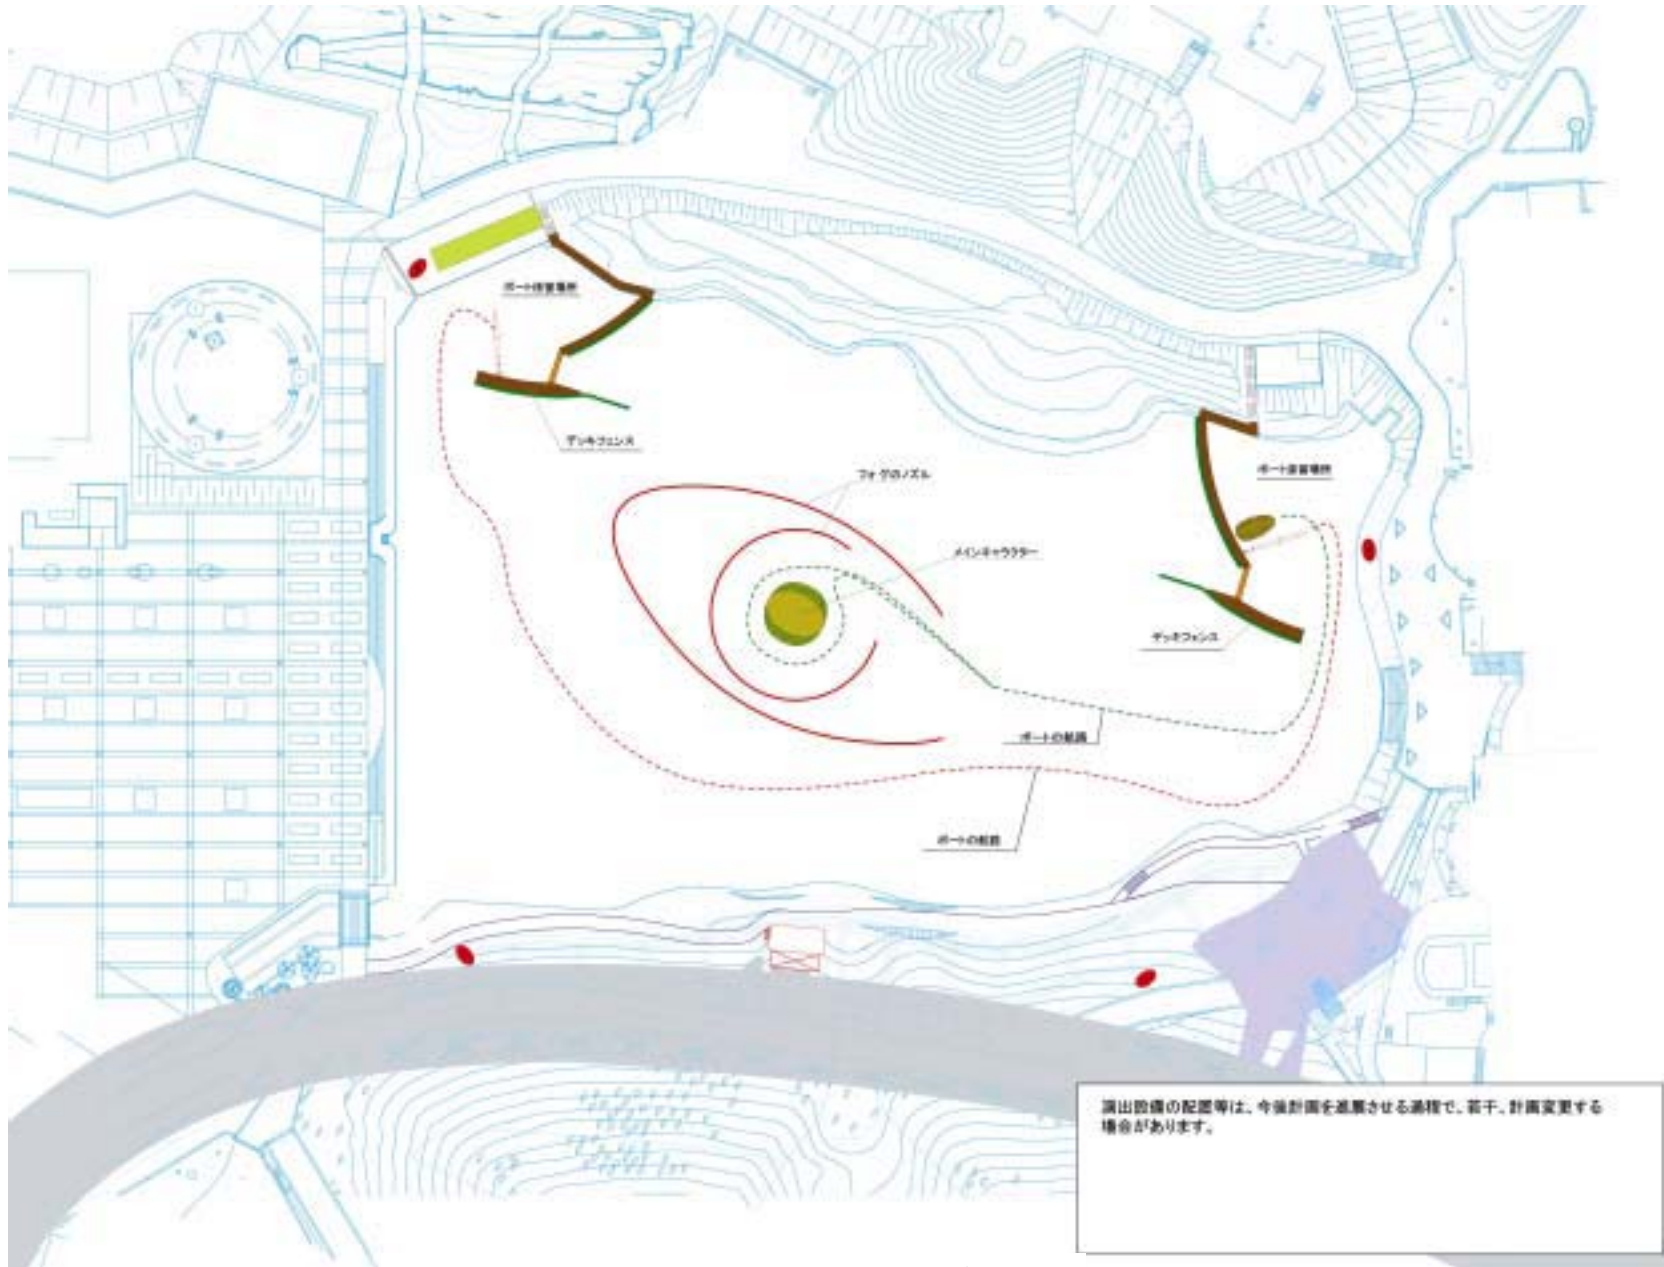 ボート係留場所
デッキフェンス
フォグのノズル
メインキャラクター
ボート係留場所
デッキフェンス
ボートの航路
ボートの航路
演出設備の配置等は、今後計画を進展させる過程で、若干、計画変更する
場合があります。